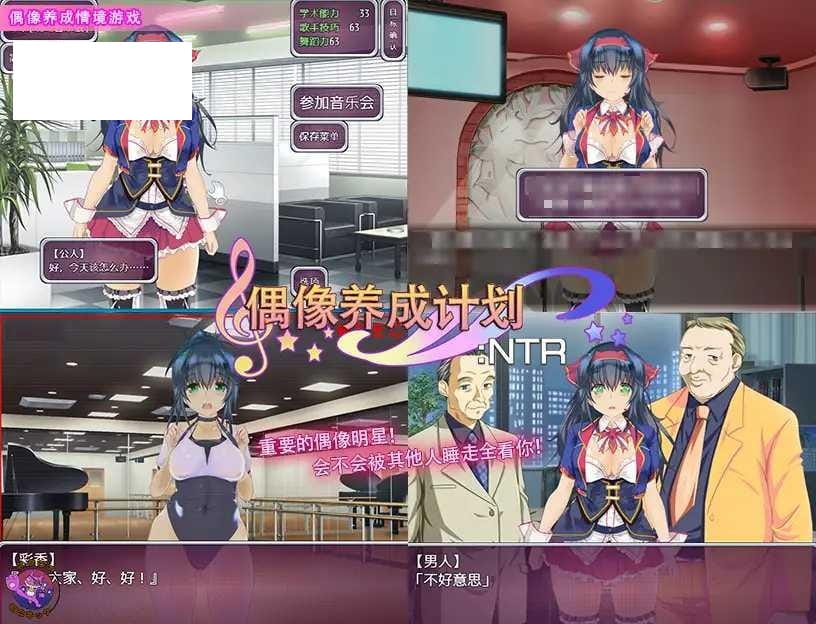 偶像养成情境游戏
学术能力 33
歌手技巧 63
舞蹈力63
目标确认
参加音乐会
保存菜单
【公人】
好，今天该怎么办……
选项
偶像养成计划
:NTR
重要的偶像明星！
会不会被其他人睡走全看你！
【彩香】
大家、好、好！』
【男人】
「不好意思」